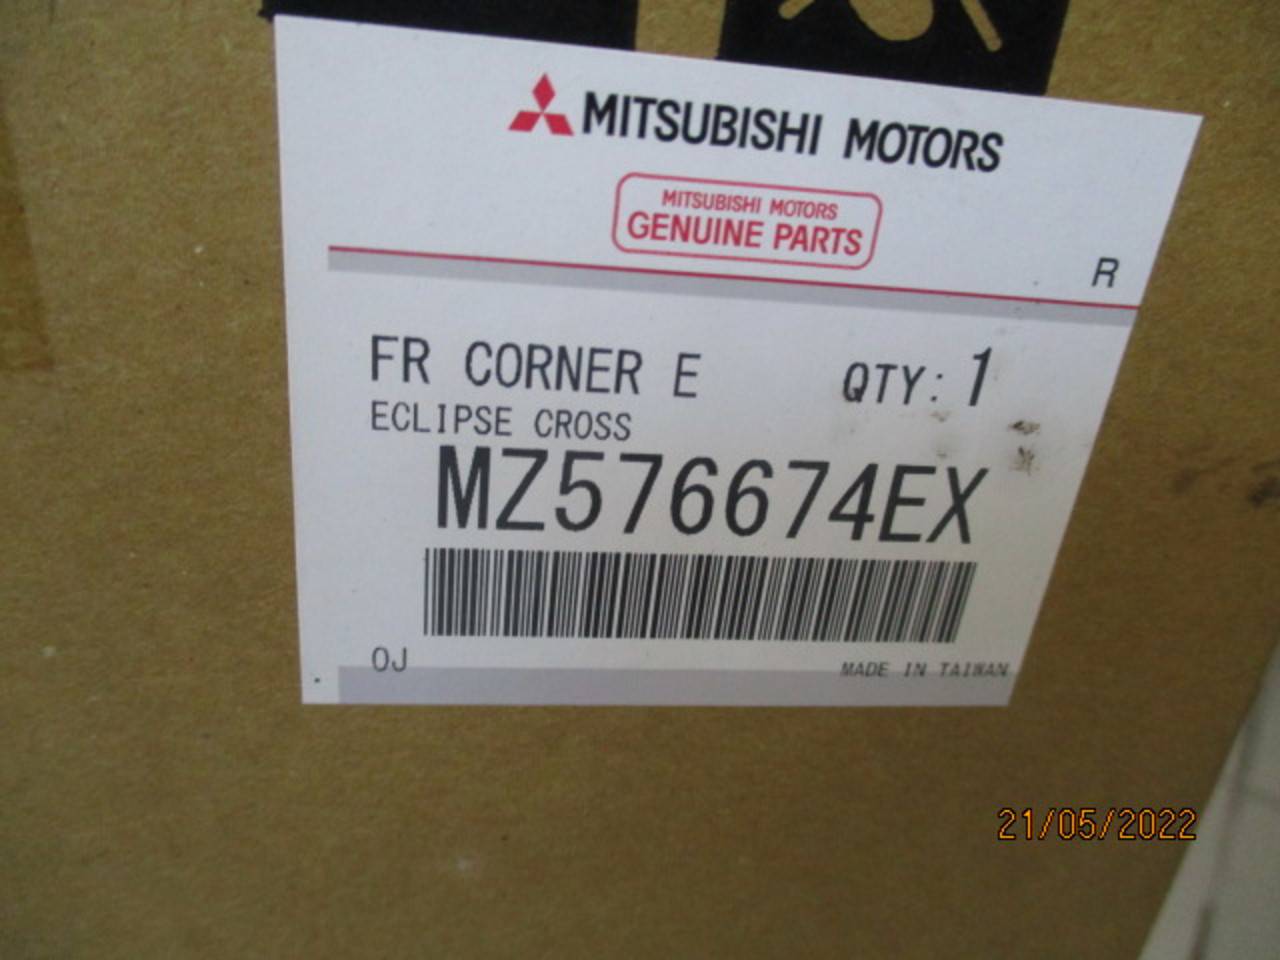 MITSUBISHI MOTORS
MITSUBISHI MOTORS
GENUINE PARTS
R
FR CORNER E QTY: 1
ECLIPSE CROSS
MZ576674EX
OJ
MADE IN TAIWAN
21/05/2022